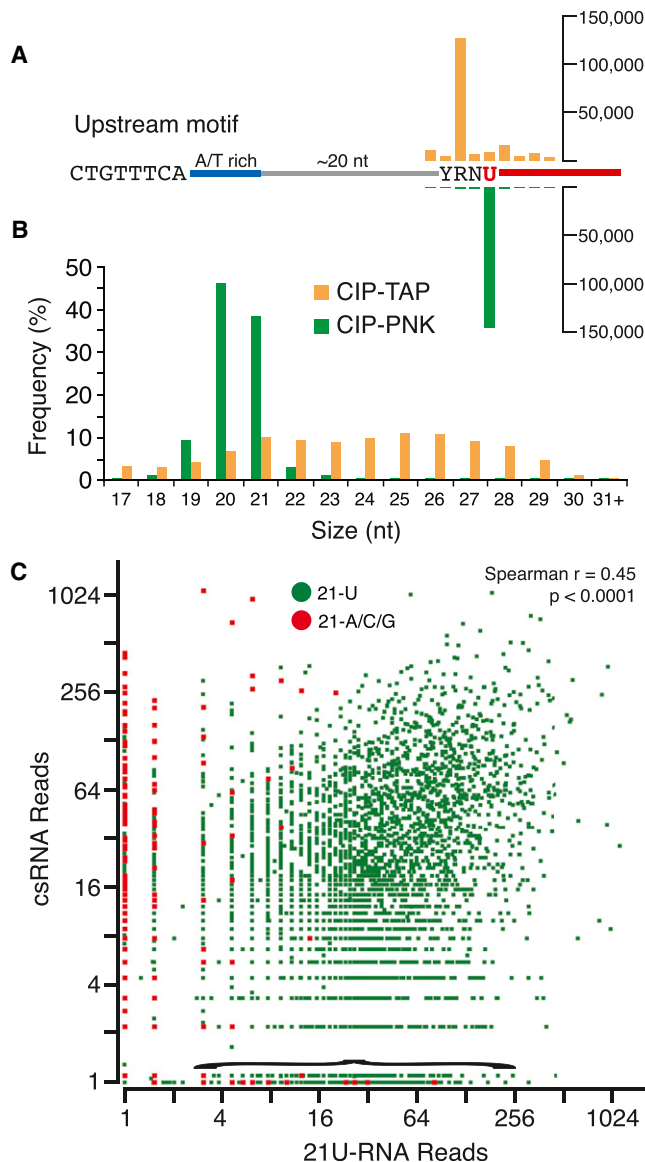 A
150,000
100,000
50,000
Upstream motif
CTGTTTCA A/T rich ~20 nt YRNU
50,000
100,000
150,000
B
50
40
30
20
10
0
Frequency (%)
CIP-TAP
CIP-PNK
17 18 19 20 21 22 23 24 25 26 27 28 29 30 31+
Size (nt)
C
21-U
21-A/C/G
Spearman r = 0.45
p < 0.0001
1024
256
64
16
4
1
csRNA Reads
1 4 16 64 256 1024
21U-RNA Reads